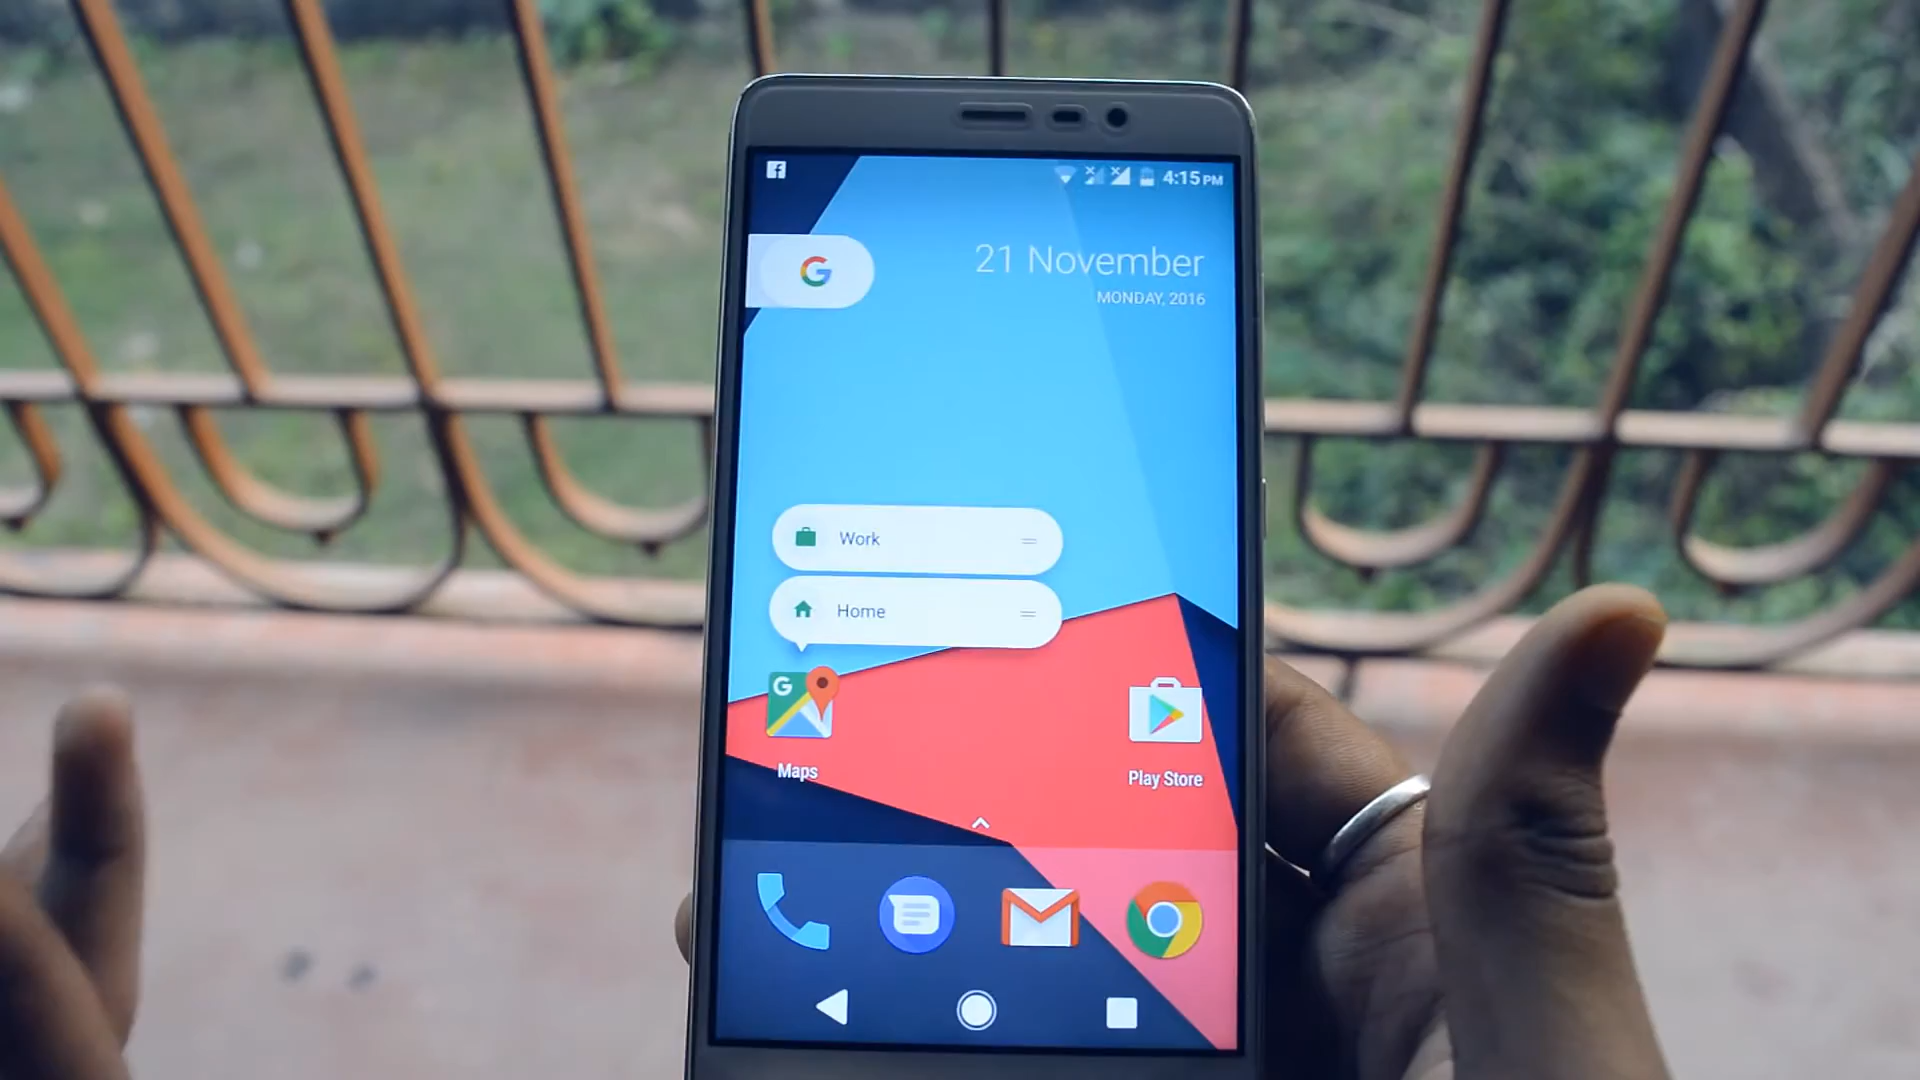 4:15 PM
21 November
MONDAY, 2016
Work
Home
Maps
Play Store